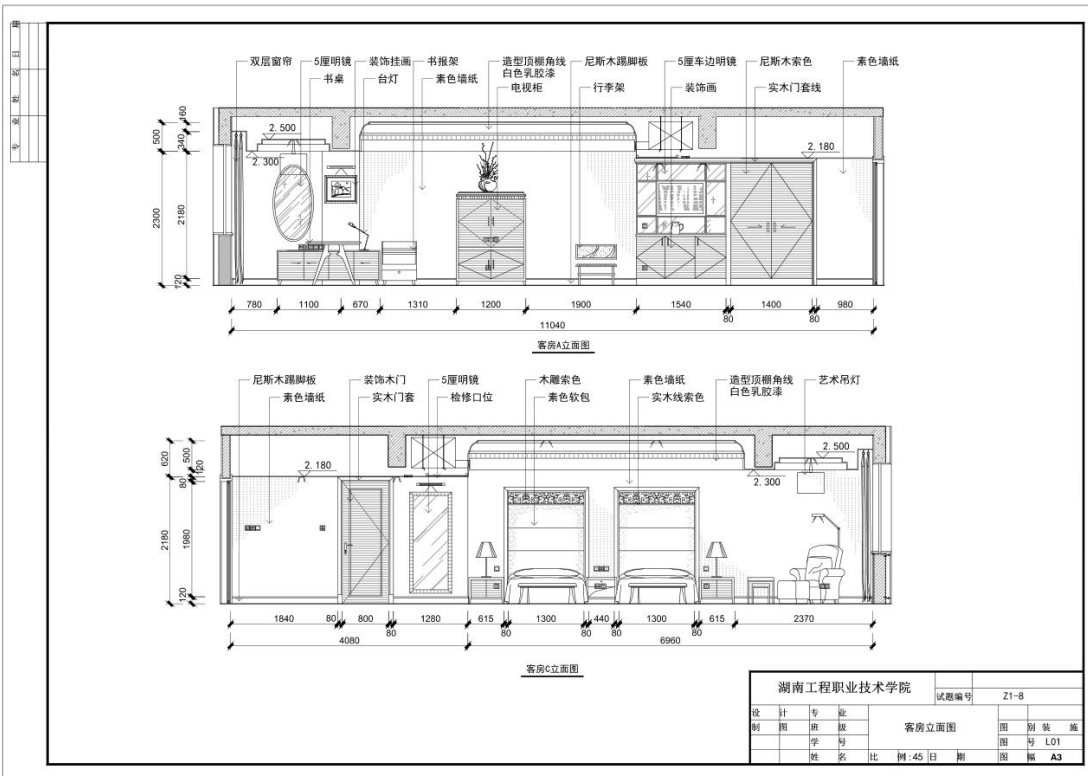 期
日
名
姓
业
专
双层窗帘 5厘明镜 装饰挂画 书报架 造型顶棚角线 尼斯木踢脚板 5厘车边明镜 尼斯木索色 素色墙纸
书桌 台灯 素色墙纸 白色乳胶漆 行李架 装饰画 实木门套线
电视柜
160
500
340
2.500
2.300
2.180
2300
2180
120
780 1100 670 1310 1200 1900 1540 80 1400 80 980
11040
客房A立面图
尼斯木踢脚板 装饰木门 5厘明镜 木雕索色 素色墙纸 造型顶棚角线 艺术吊灯
素色墙纸 实木门套 检修口位 素色软包 实木线索色 白色乳胶漆
620
500
120
2.180
2.500
2.300
80
2180
1980
120
1840 80 800 80 1280 615 80 1300 80 440 80 1300 80 615 2370
4080 6960
客房C立面图
湖南工程职业技术学院 试题编号 Z1-8
设 计 专 业 客房立面图 图 别 装 施
制 图 班 级
学 号 图 号 L01
姓 名 比 例:45 日 期 图 幅 A3